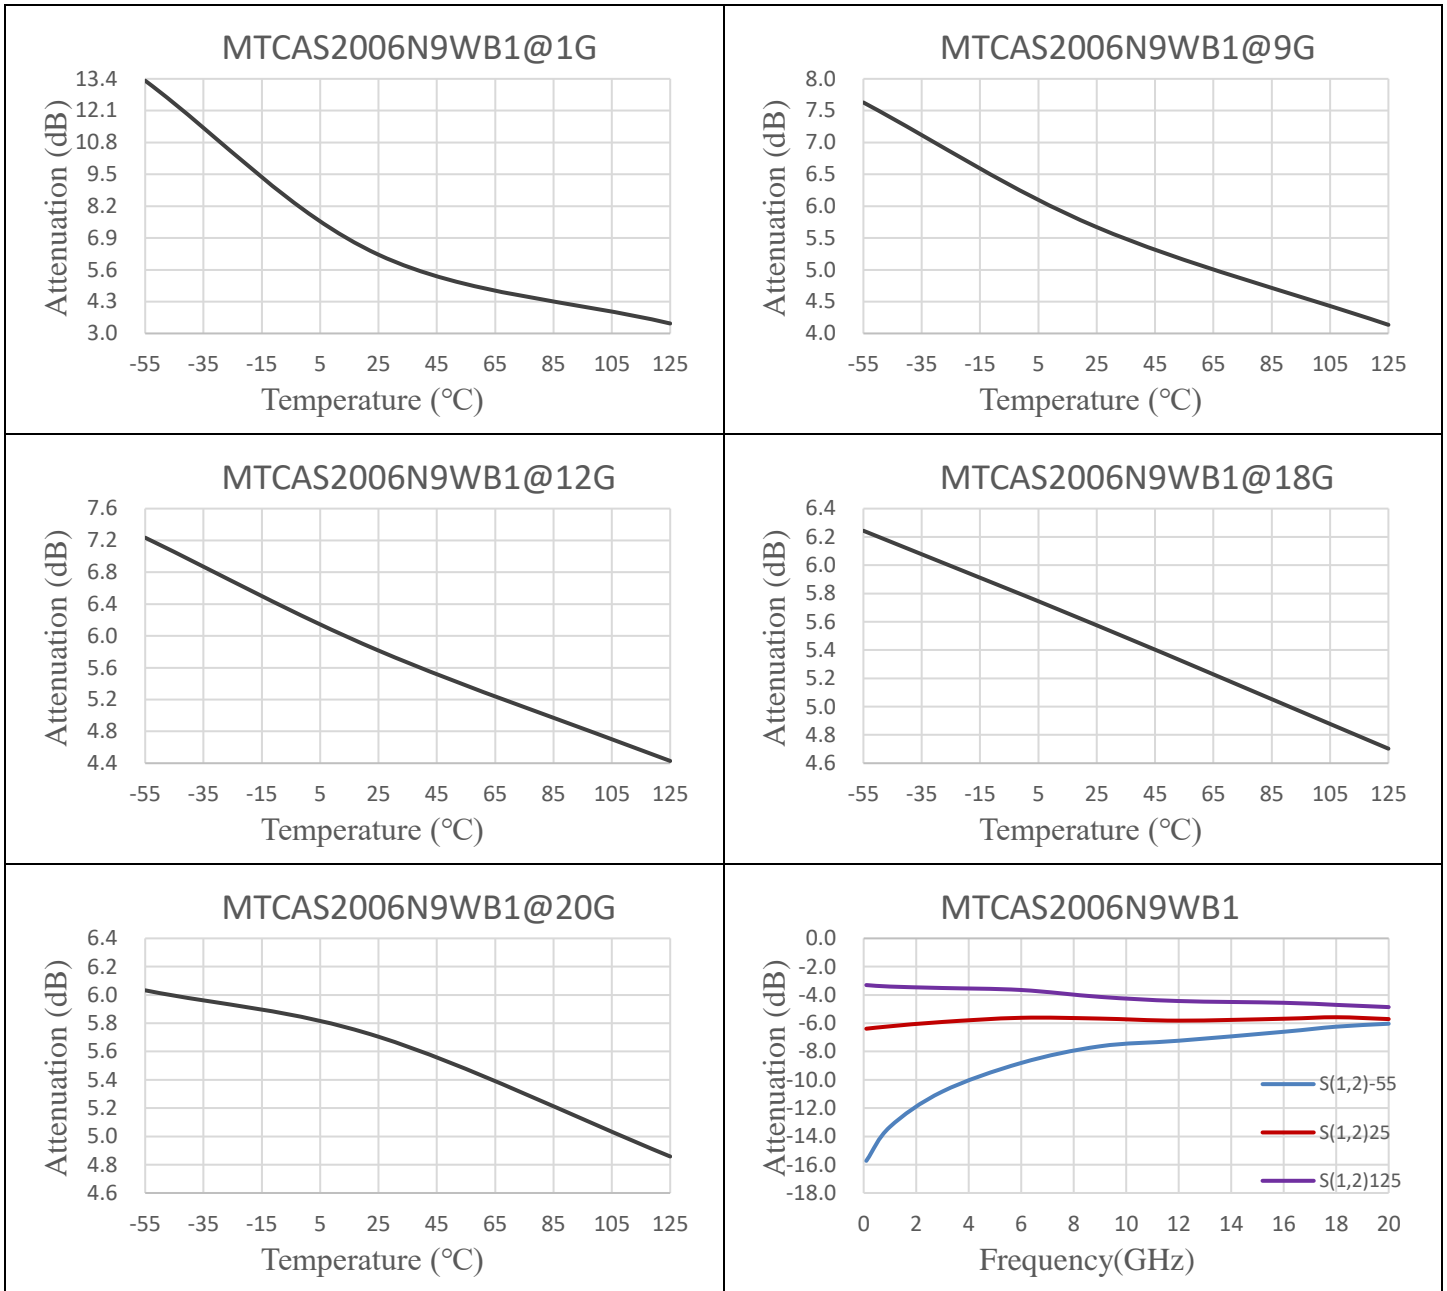 MTCAS2006N9WB1@1G
Attenuation (dB)
13.4
12.1
10.8
9.5
8.2
6.9
5.6
4.3
3.0
-55 -35 -15 5 25 45 65 85 105 125
Temperature (℃)
MTCAS2006N9WB1@9G
Attenuation (dB)
8.0
7.5
7.0
6.5
6.0
5.5
5.0
4.5
4.0
-55 -35 -15 5 25 45 65 85 105 125
Temperature (℃)
MTCAS2006N9WB1@12G
Attenuation (dB)
7.6
7.2
6.8
6.4
6.0
5.6
5.2
4.8
4.4
-55 -35 -15 5 25 45 65 85 105 125
Temperature (℃)
MTCAS2006N9WB1@18G
Attenuation (dB)
6.4
6.2
6.0
5.8
5.6
5.4
5.2
5.0
4.8
4.6
-55 -35 -15 5 25 45 65 85 105 125
Temperature (℃)
MTCAS2006N9WB1@20G
Attenuation (dB)
6.4
6.2
6.0
5.8
5.6
5.4
5.2
5.0
4.8
4.6
-55 -35 -15 5 25 45 65 85 105 125
Temperature (℃)
MTCAS2006N9WB1
Attenuation (dB)
0.0
-2.0
-4.0
-6.0
-8.0
-10.0
-12.0
-14.0
-16.0
-18.0
S(1,2)-55
S(1,2)25
S(1,2)125
0 2 4 6 8 10 12 14 16 18 20
Frequency(GHz)